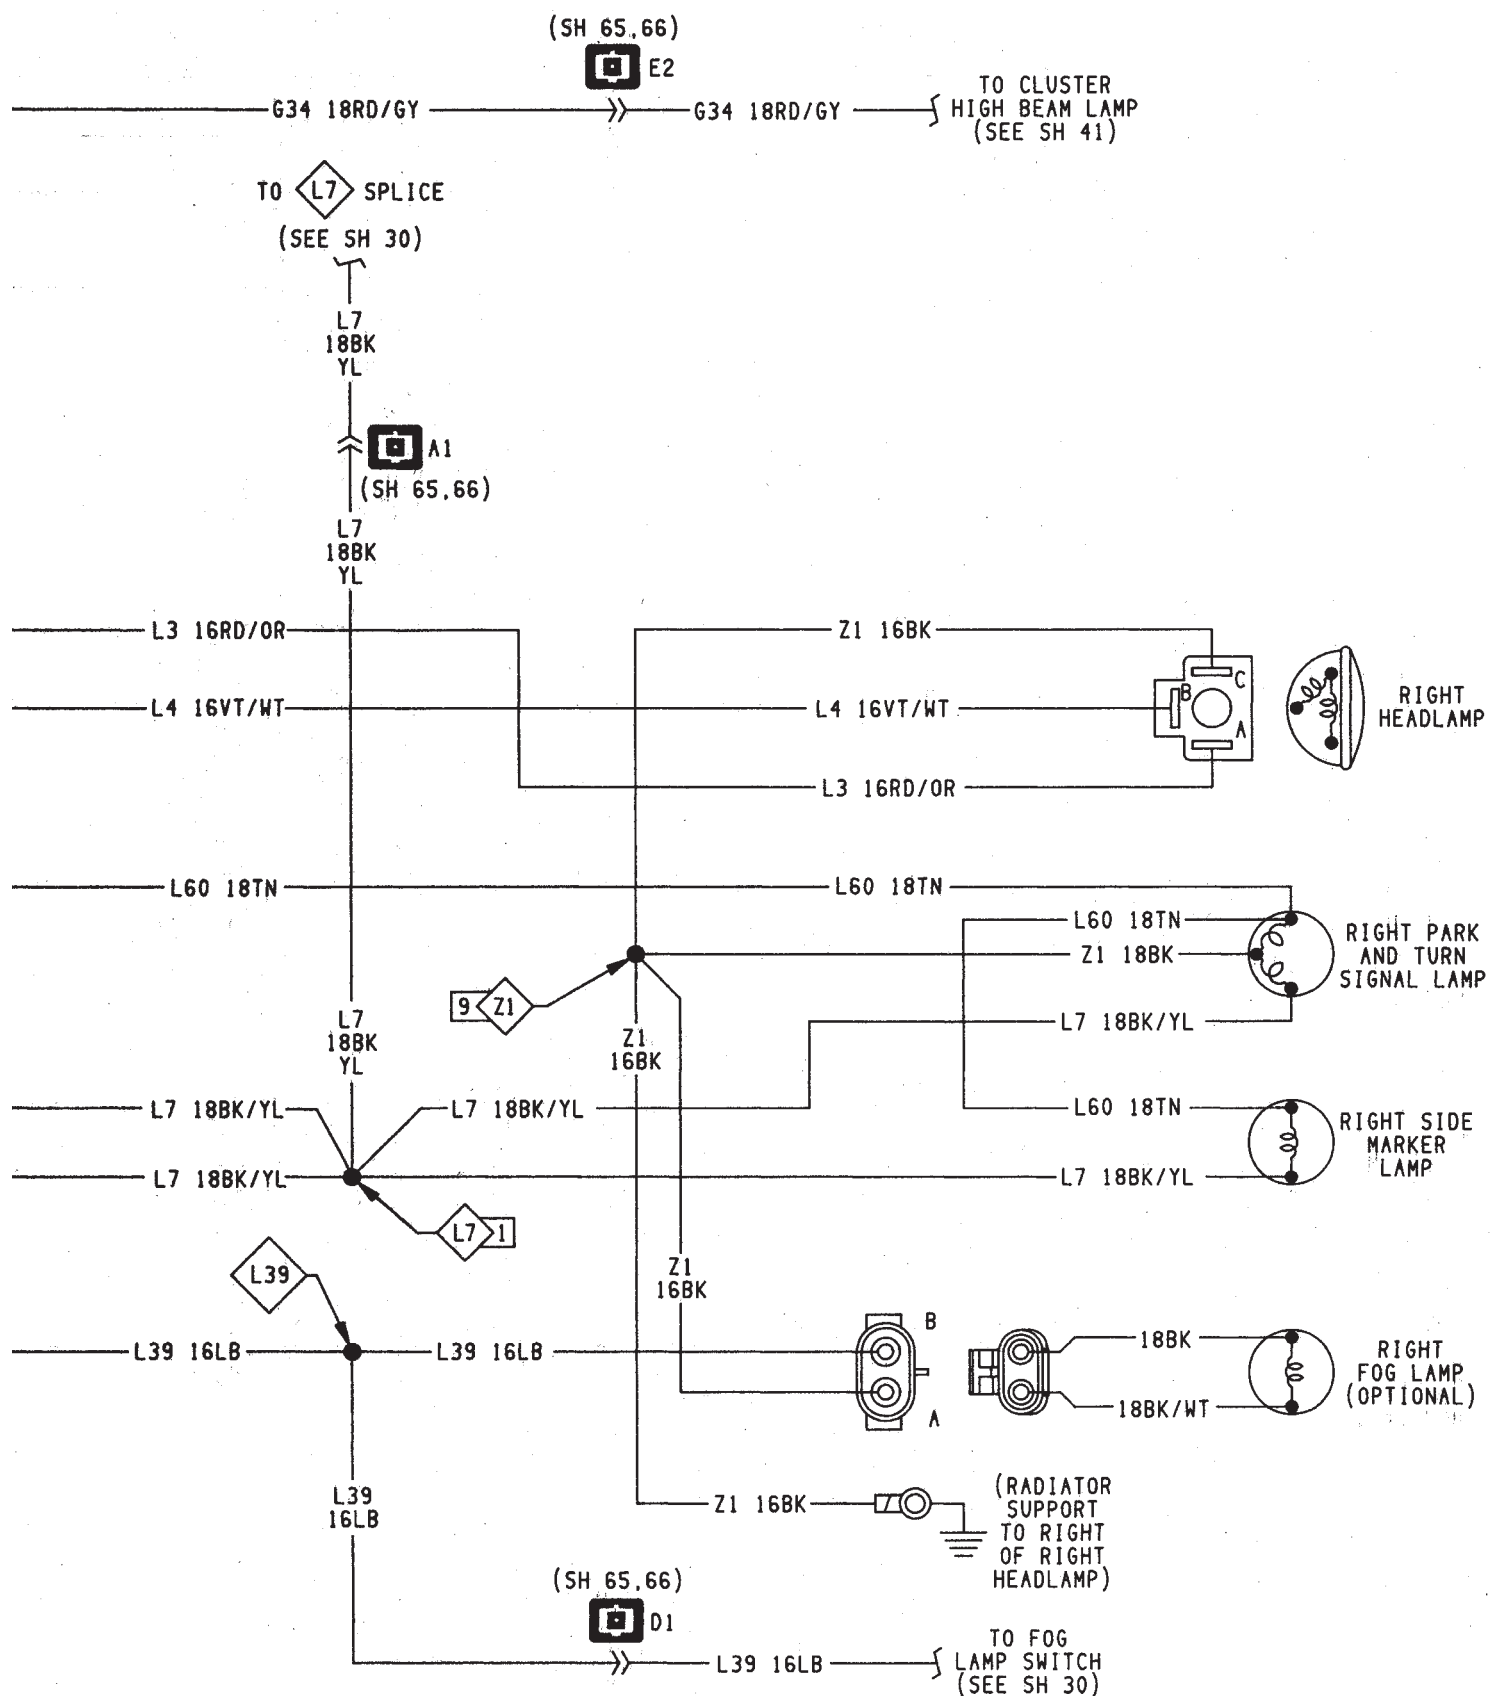 (SH 65,66)
E2
G34 18RD/GY
G34 18RD/GY
TO CLUSTER
HIGH BEAM LAMP
(SEE SH 41)
TO L7 SPLICE
(SEE SH 30)
L7
18BK
YL
A1
(SH 65,66)
L7
18BK
YL
L3 16RD/OR
Z1 16BK
C
B
L4 16VT/WT
L4 16VT/WT
A
RIGHT
HEADLAMP
L3 16RD/OR
L60 18TN
L60 18TN
L60 18TN
Z1 18BK
RIGHT PARK
AND TURN
SIGNAL LAMP
9 Z1
L7
18BK
YL
Z1
16BK
L7 18BK/YL
L7 18BK/YL
L7 18BK/YL
L60 18TN
RIGHT SIDE
MARKER
LAMP
L7 18BK/YL
L7 18BK/YL
L7 1
L39
Z1
16BK
B
L39 16LB
L39 16LB
18BK
RIGHT
FOG LAMP
(OPTIONAL)
A
18BK/WT
L39
16LB
Z1 16BK
(RADIATOR
SUPPORT
TO RIGHT
OF RIGHT
HEADLAMP)
(SH 65,66)
D1
L39 16LB
TO FOG
LAMP SWITCH
(SEE SH 30)